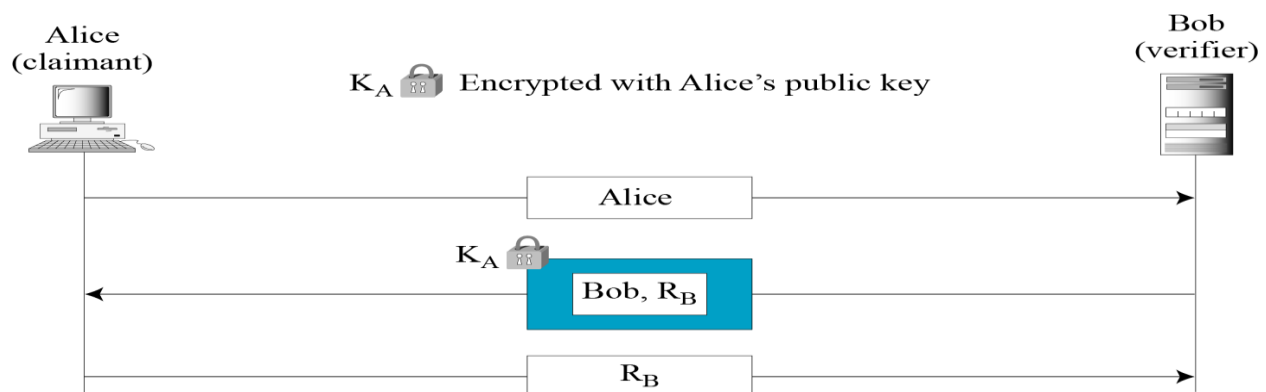 Alice
(claimant)
Bob
(verifier)
K_A Encrypted with Alice's public key
Alice
K_A
Bob, R_B
R_B